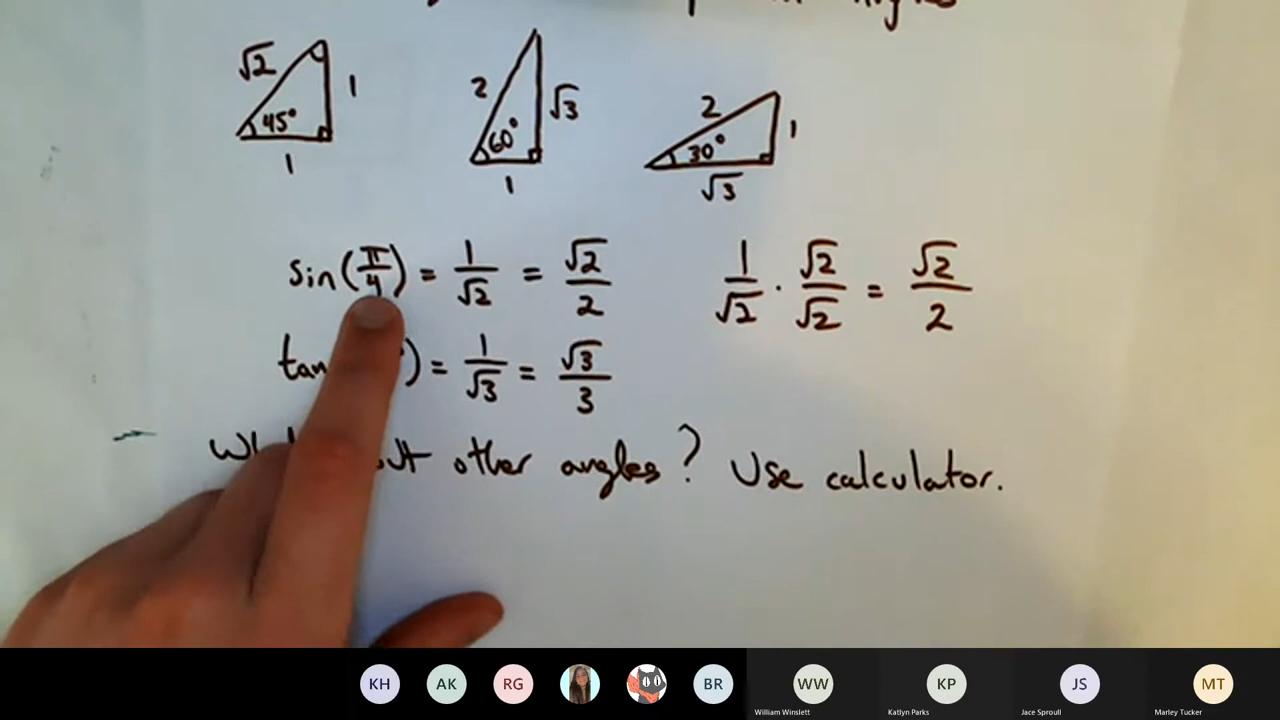 √2 1 45° 1
2 √3 60° 1
2 1 30° √3
sin(π/4) = 1/√2 = √2/2
1/√2 · √2/√2 = √2/2
tan ) = 1/√3 = √3/3
other angles? Use calculator.
KH AK RG BR WW KP JS MT
William Winslett Katlyn Parks Jace Sproull Marley Tucker